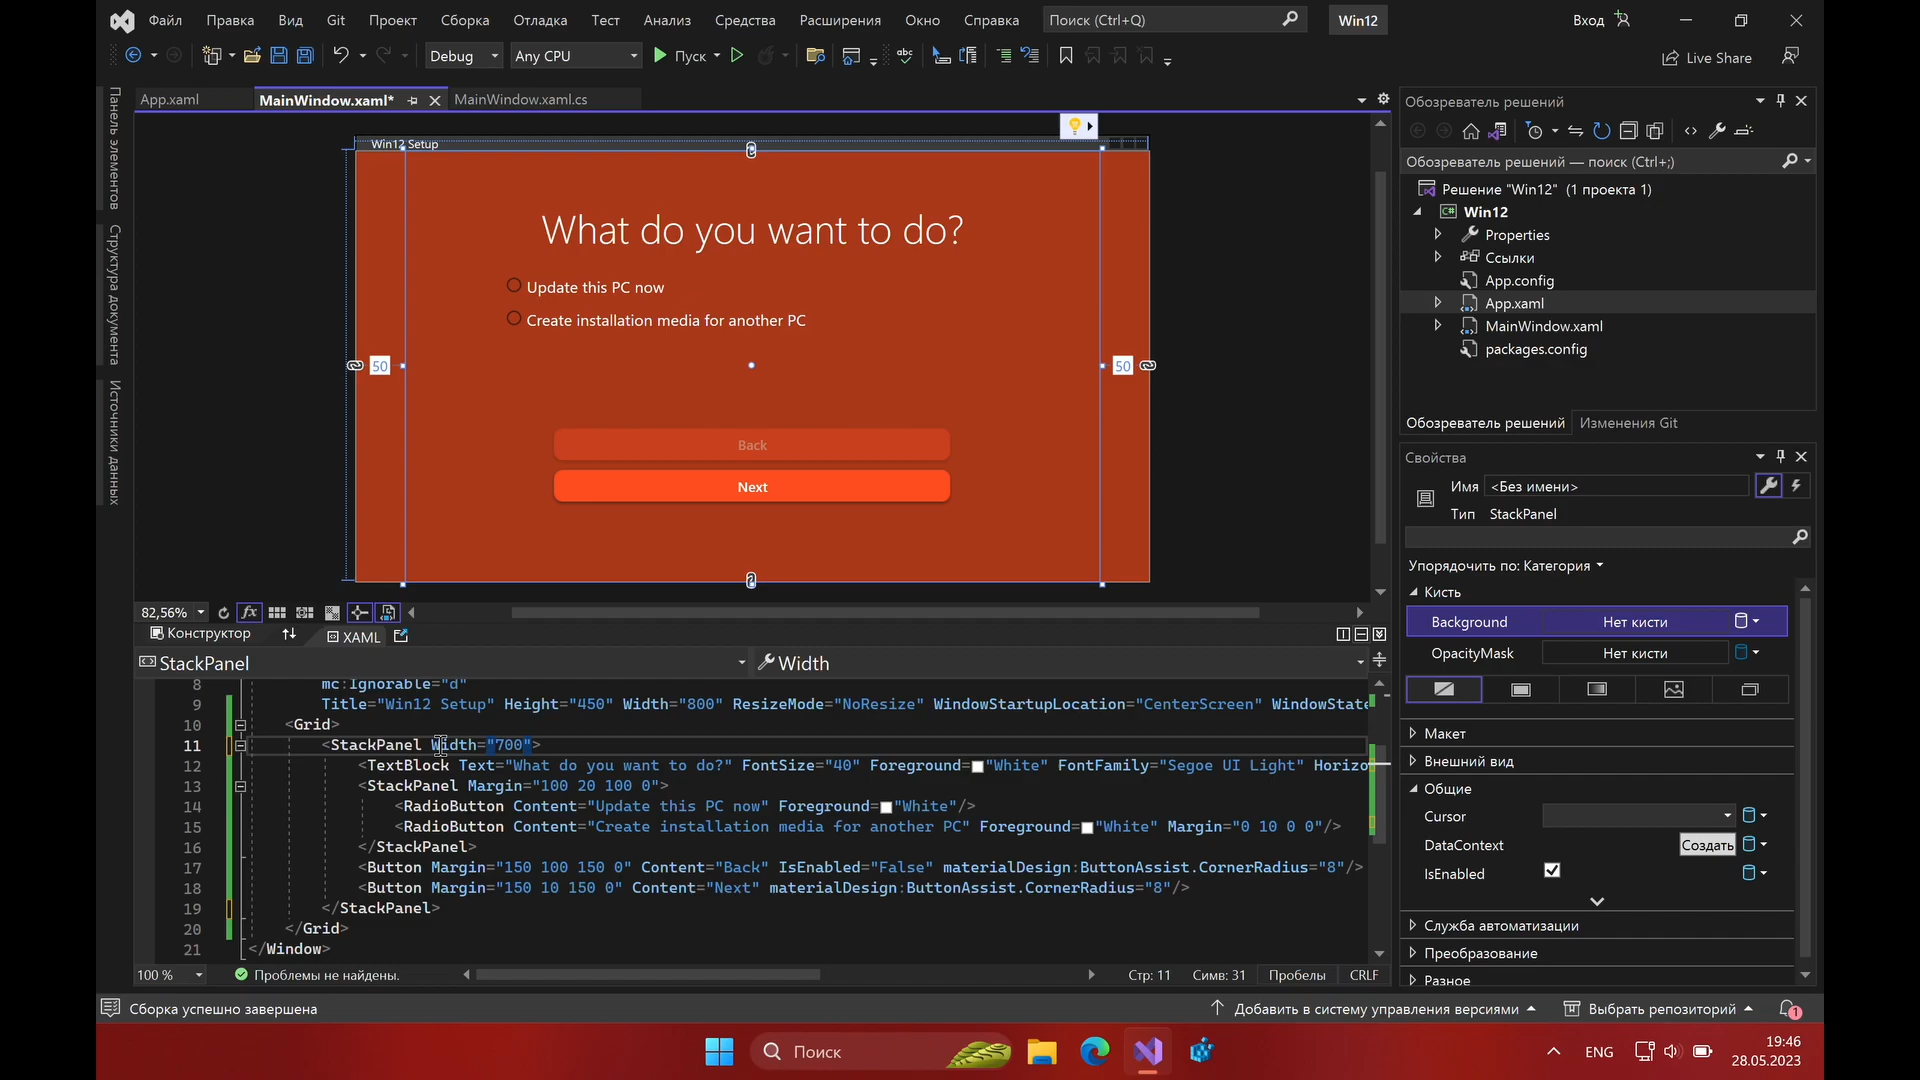 Файл Правка Вид Git Проект Сборка Отладка Тест Анализ Средства Расширения Окно Справка Поиск (Ctrl+Q) Win12 Вход
Debug Any CPU Пуск Live Share
App.xaml MainWindow.xaml* MainWindow.xaml.cs
Панель элементов
Структура документа
Источники данных
Win12 Setup
What do you want to do?
Update this PC now
Create installation media for another PC
50 50
Back
Next
82,56% fx
Конструктор XAML
StackPanel Width
8 mc:Ignorable="d"
9 Title="Win12 Setup" Height="450" Width="800" ResizeMode="NoResize" WindowStartupLocation="CenterScreen" WindowState
10 <Grid>
11 <StackPanel Width="700">
12 <TextBlock Text="What do you want to do?" FontSize="40" Foreground="White" FontFamily="Segoe UI Light" Horizo
13 <StackPanel Margin="100 20 100 0">
14 <RadioButton Content="Update this PC now" Foreground="White"/>
15 <RadioButton Content="Create installation media for another PC" Foreground="White" Margin="0 10 0 0"/>
16 </StackPanel>
17 <Button Margin="150 100 150 0" Content="Back" IsEnabled="False" materialDesign:ButtonAssist.CornerRadius="8"/>
18 <Button Margin="150 10 150 0" Content="Next" materialDesign:ButtonAssist.CornerRadius="8"/>
19 </StackPanel>
20 </Grid>
21 </Window>
100 % Проблемы не найдены. Стр: 11 Симв: 31 Пробелы CRLF
Обозреватель решений
Обозреватель решений — поиск (Ctrl+;)
Решение "Win12" (1 проекта 1)
C# Win12
Properties
Ссылки
App.config
App.xaml
MainWindow.xaml
packages.config
Обозреватель решений Изменения Git
Свойства
Имя <Без имени>
Тип StackPanel
Упорядочить по: Категория
Кисть
Background Нет кисти
OpacityMask Нет кисти
Макет
Внешний вид
Общие
Cursor
DataContext Создать
IsEnabled
Служба автоматизации
Преобразование
Разное
Сборка успешно завершена Добавить в систему управления версиями Выбрать репозиторий 1
Поиск ENG 19:46
28.05.2023